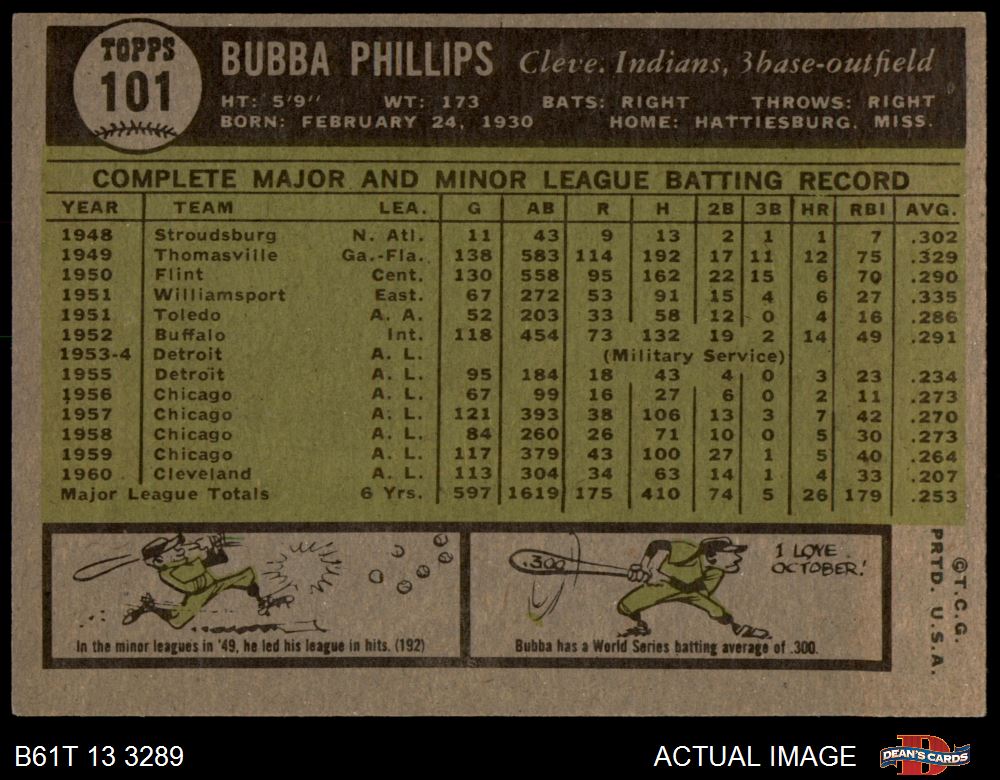 TOPPS
101
BUBBA PHILLIPS Cleve. Indians, 3base-outfield
HT: 5'9" WT: 173 BATS: RIGHT THROWS: RIGHT
BORN: FEBRUARY 24, 1930 HOME: HATTIESBURG, MISS.
COMPLETE MAJOR AND MINOR LEAGUE BATTING RECORD
YEAR TEAM LEA. G AB R H 2B 3B HR RBI AVG.
1948 Stroudsburg N. Atl. 11 43 9 13 2 1 1 7 .302
1949 Thomasville Ga.-Fla. 138 583 114 192 17 11 12 75 .329
1950 Flint Cent. 130 558 95 162 22 15 6 70 .290
1951 Williamsport East. 67 272 53 91 15 4 6 27 .335
1951 Toledo A. A. 52 203 33 58 12 0 4 16 .286
1952 Buffalo Int. 118 454 73 132 19 2 14 49 .291
1953-4 Detroit A. L. (Military Service)
1955 Detroit A. L. 95 184 18 43 4 0 3 23 .234
1956 Chicago A. L. 67 99 16 27 6 0 2 11 .273
1957 Chicago A. L. 121 393 38 106 13 3 7 42 .270
1958 Chicago A. L. 84 260 26 71 10 0 5 30 .273
1959 Chicago A. L. 117 379 43 100 27 1 5 40 .264
1960 Cleveland A. L. 113 304 34 63 14 1 4 33 .207
Major League Totals 6 Yrs. 597 1619 175 410 74 5 26 179 .253
In the minor leagues in '49, he led his league in hits. (192)
.300
I LOVE
OCTOBER!
Bubba has a World Series batting average of .300.
©T.C.G.
PRTD. U.S.A.
B61T 13 3289 ACTUAL IMAGE
DEAN'S CARDS